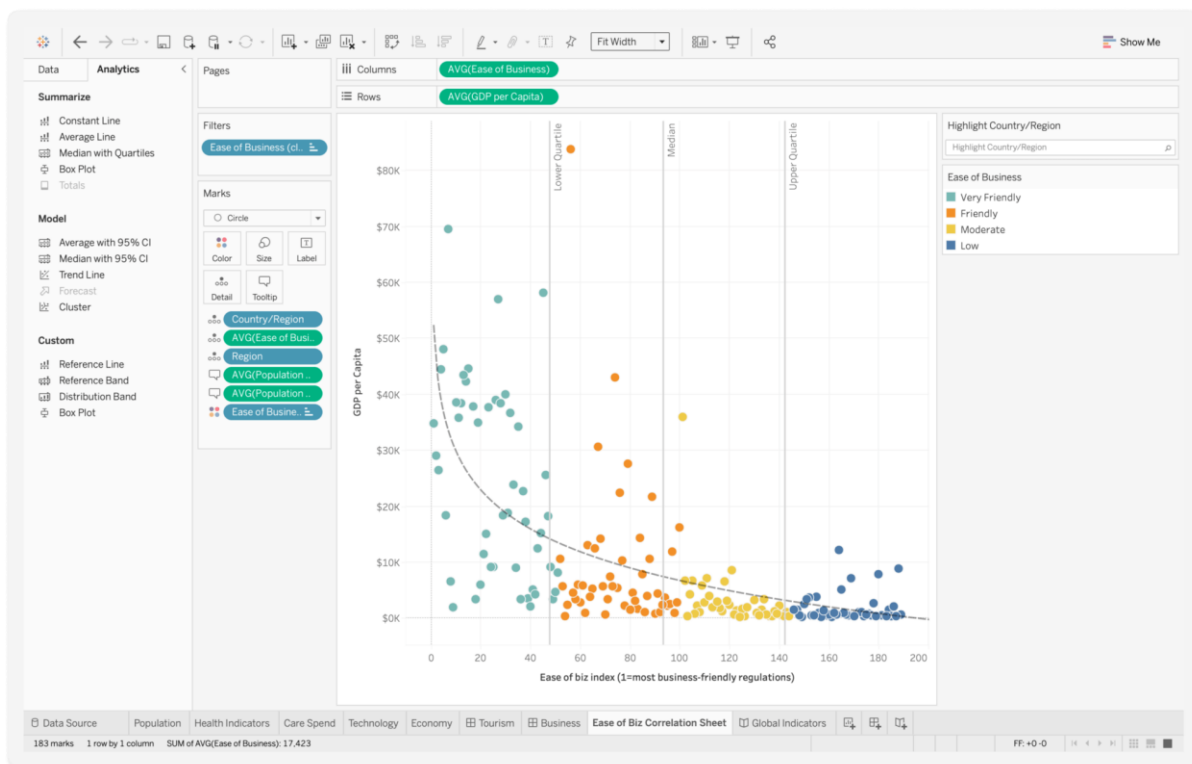 Fit Width
Show Me
Data
Analytics
Summarize
Constant Line
Average Line
Median with Quartiles
Box Plot
Totals
Model
Average with 95% CI
Median with 95% CI
Trend Line
Forecast
Cluster
Custom
Reference Line
Reference Band
Distribution Band
Box Plot
Pages
Filters
Ease of Business (cl..
Marks
Circle
Color
Size
Label
Detail
Tooltip
Country/Region
AVG(Ease of Busi..
Region
AVG(Population ..
AVG(Population ..
Ease of Busine..
Columns
AVG(Ease of Business)
Rows
AVG(GDP per Capita)
Lower Quartile
Median
Upper Quartile
GDP per Capita
$80K
$70K
$60K
$50K
$40K
$30K
$20K
$10K
$0K
0 20 40 60 80 100 120 140 160 180 200
Ease of biz index (1=most business-friendly regulations)
Highlight Country/Region
Highlight Country/Region
Ease of Business
Very Friendly
Friendly
Moderate
Low
Data Source
Population
Health Indicators
Care Spend
Technology
Economy
Tourism
Business
Ease of Biz Correlation Sheet
Global Indicators
183 marks 1 row by 1 column SUM of AVG(Ease of Business): 17,423
FF: +0 -0